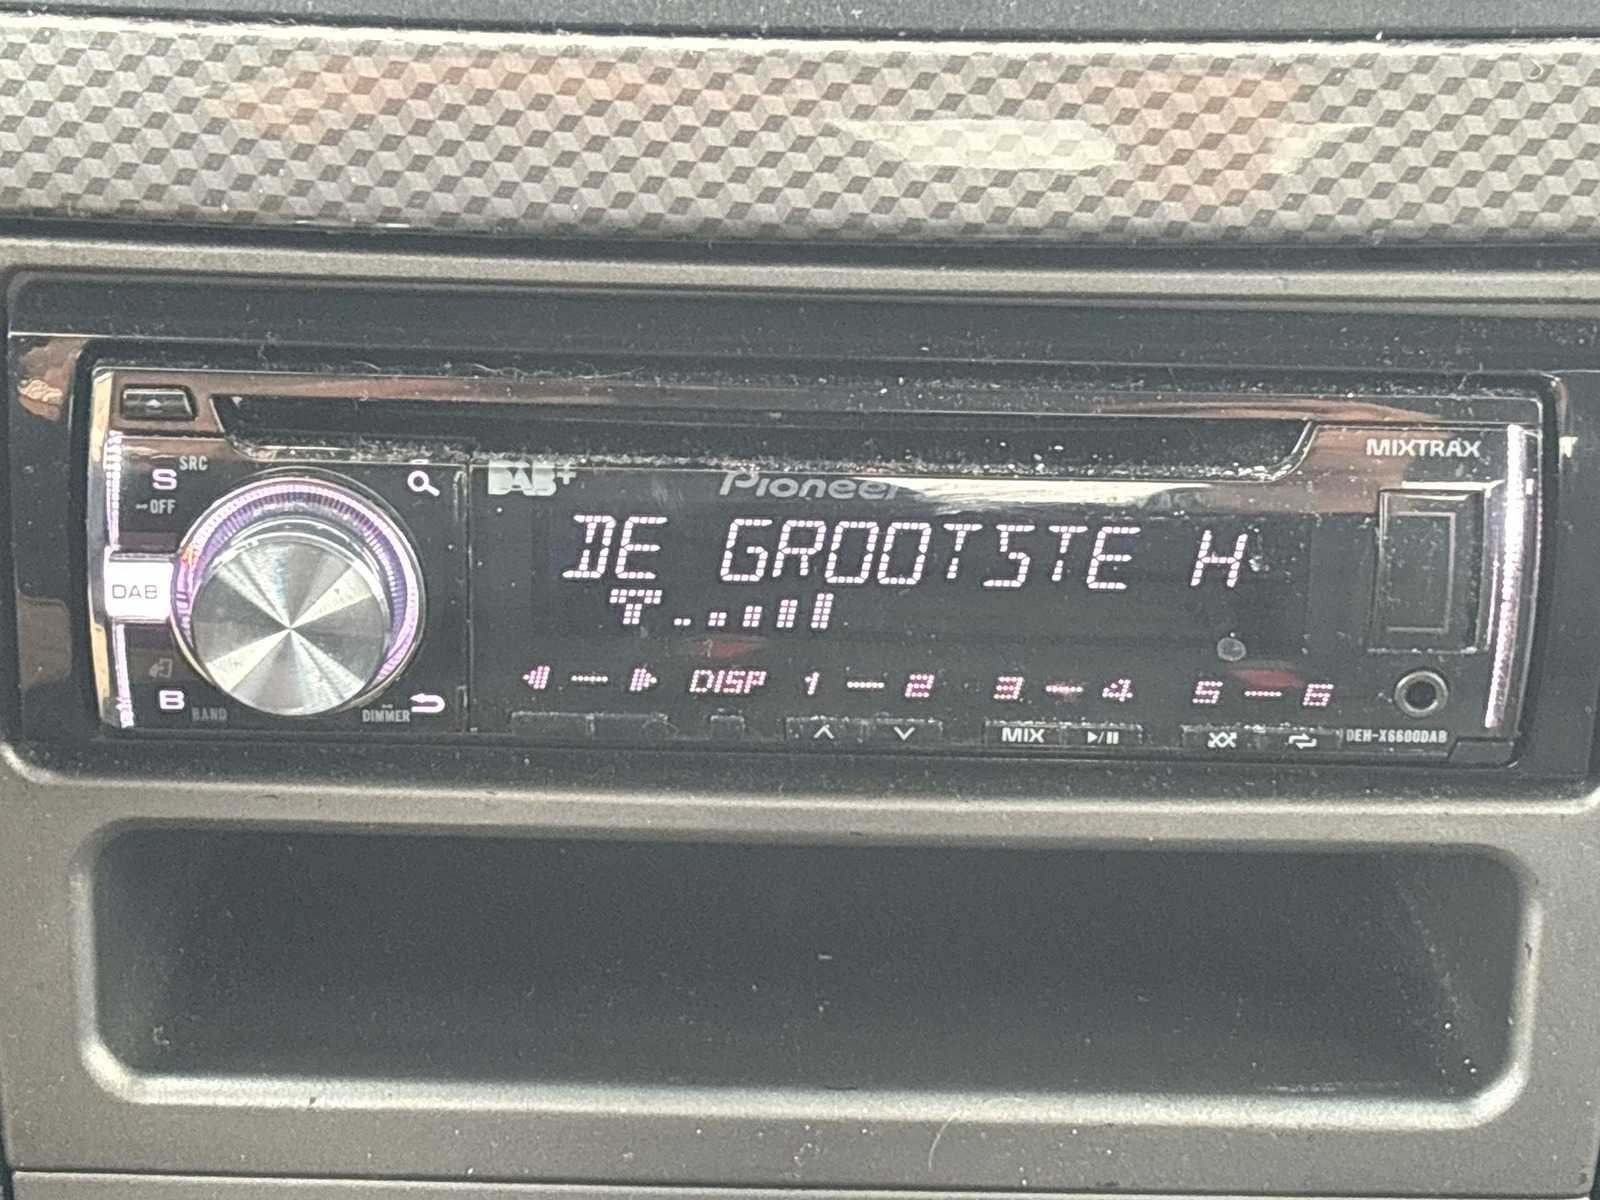 MIXTRAX
S SRC
OFF
DAB+ Pioneer
DE GROOTSTE H
DAB
DISP 1 2 3 4 5 6
B BAND
DIMMER
MIX
DEH-X6600DAB